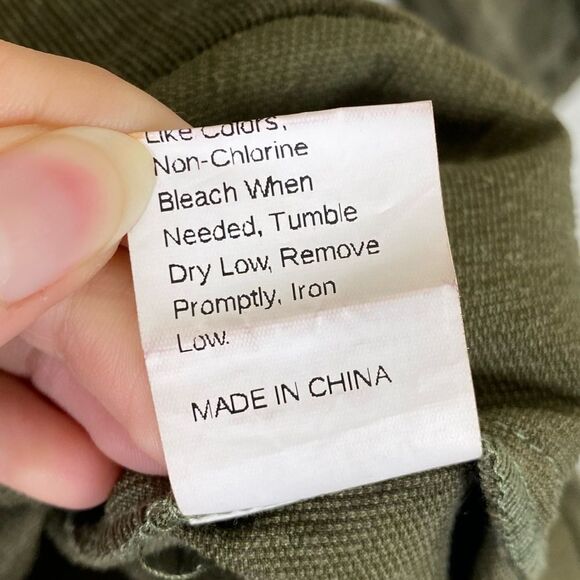 Like Colors,
Non-Chlorine
Bleach When
Needed, Tumble
Dry Low, Remove
Promptly, Iron
Low.
MADE IN CHINA